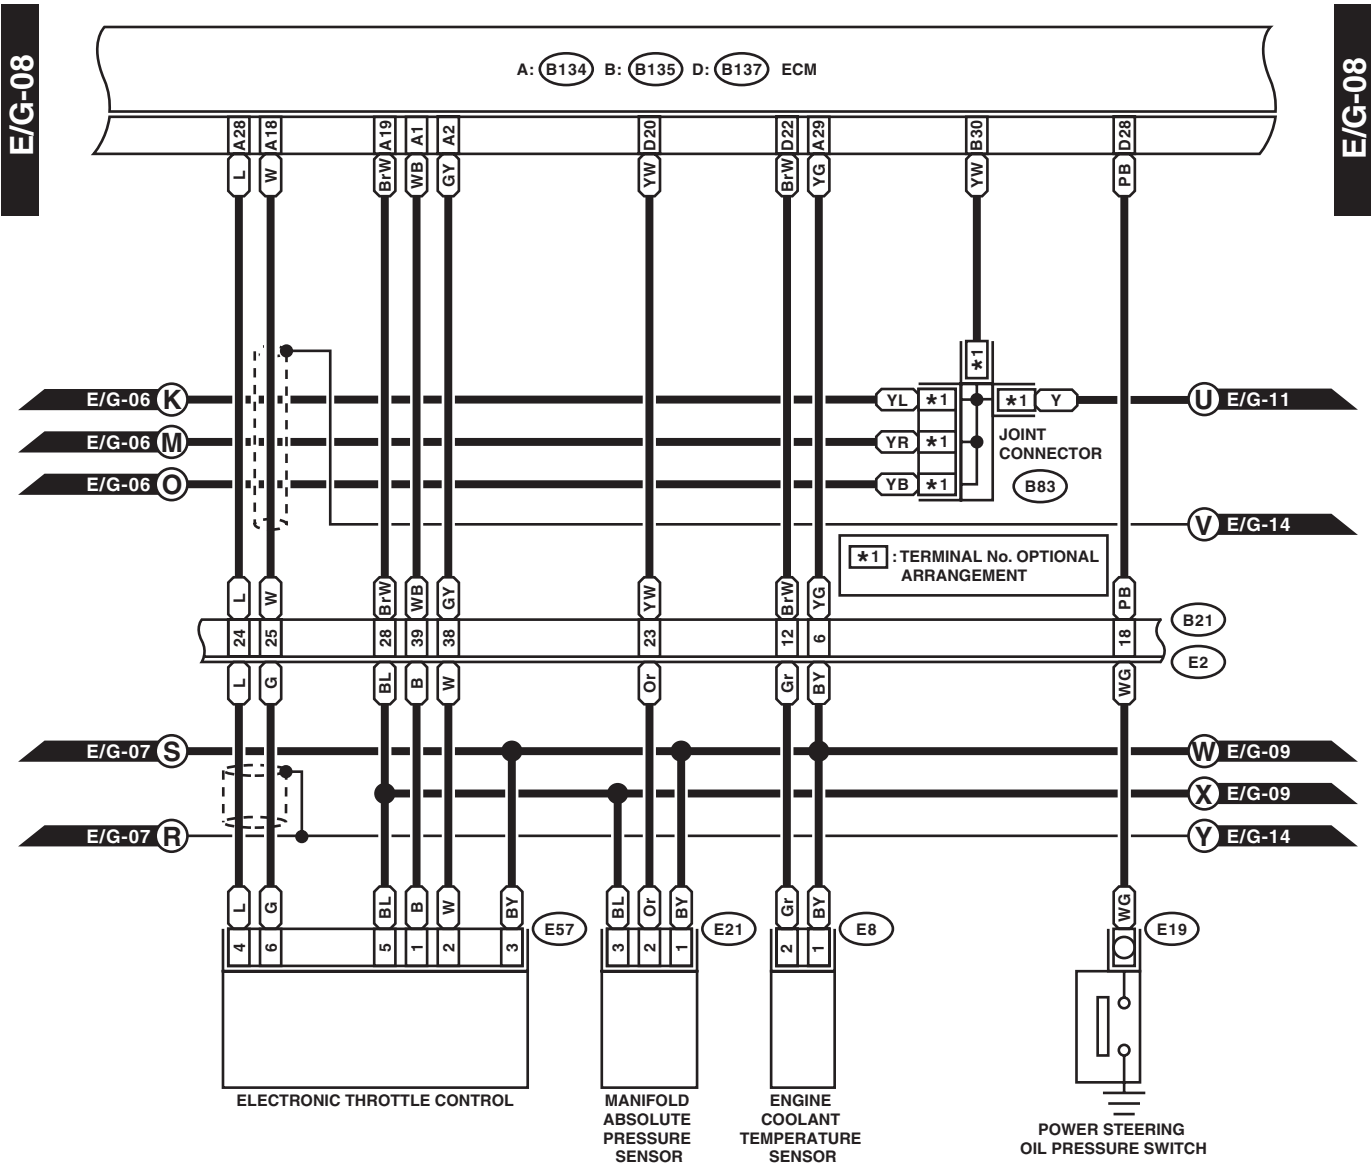 E/G-08
E/G-08
A: B134 B: B135 D: B137 ECM
A28 A18 A19 A1 A2 D20 D22 A29 B30 D28
L W BrW WB GY YW BrW YG YW PB
*1
E/G-06 K YL *1 *1 Y U E/G-11
E/G-06 M YR *1
JOINT
CONNECTOR
E/G-06 O YB *1 B83
V E/G-14
*1 : TERMINAL No. OPTIONAL
ARRANGEMENT
L W BrW WB GY YW BrW YG PB
B21
24 25 28 39 38 23 12 6 18
E2
L G BL B W Or Gr BY WG
E/G-07 S W E/G-09
X E/G-09
E/G-07 R Y E/G-14
L G BL B W BY BL Or BY Gr BY WG
E57 E21 E8 E19
4 6 5 1 2 3 3 2 1 2 1
ELECTRONIC THROTTLE CONTROL
MANIFOLD
ABSOLUTE
PRESSURE
SENSOR
ENGINE
COOLANT
TEMPERATURE
SENSOR
POWER STEERING
OIL PRESSURE SWITCH